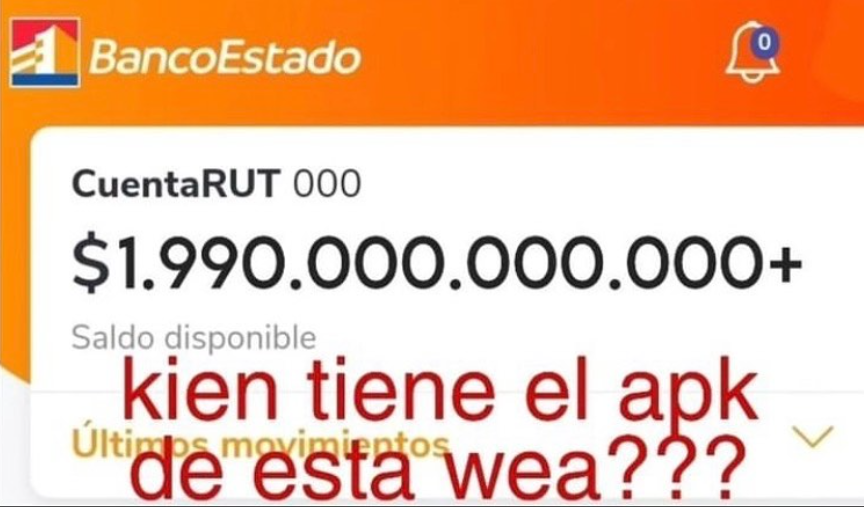 BancoEstado
0
CuentaRUT 000
$1.990.000.000.000+
Saldo disponible
kien tiene el apk
Últimos movimientos
de esta wea???